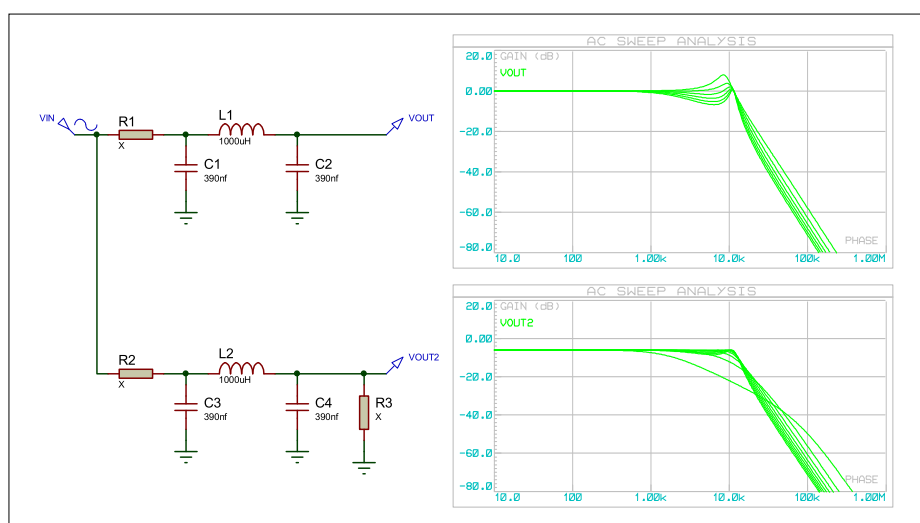 VIN
R1
X
L1
1000uH
C1
390nf
C2
390nf
VOUT
R2
X
L2
1000uH
C3
390nf
C4
390nf
R3
X
VOUT2
AC SWEEP ANALYSIS
GAIN (dB)
VOUT
20.0
0.00
-20.0
-40.0
-60.0
-80.0
PHASE
10.0 100 1.00k 10.0k 100k 1.00M
AC SWEEP ANALYSIS
GAIN (dB)
VOUT2
20.0
0.00
-20.0
-40.0
-60.0
-80.0
PHASE
10.0 100 1.00k 10.0k 100k 1.00M